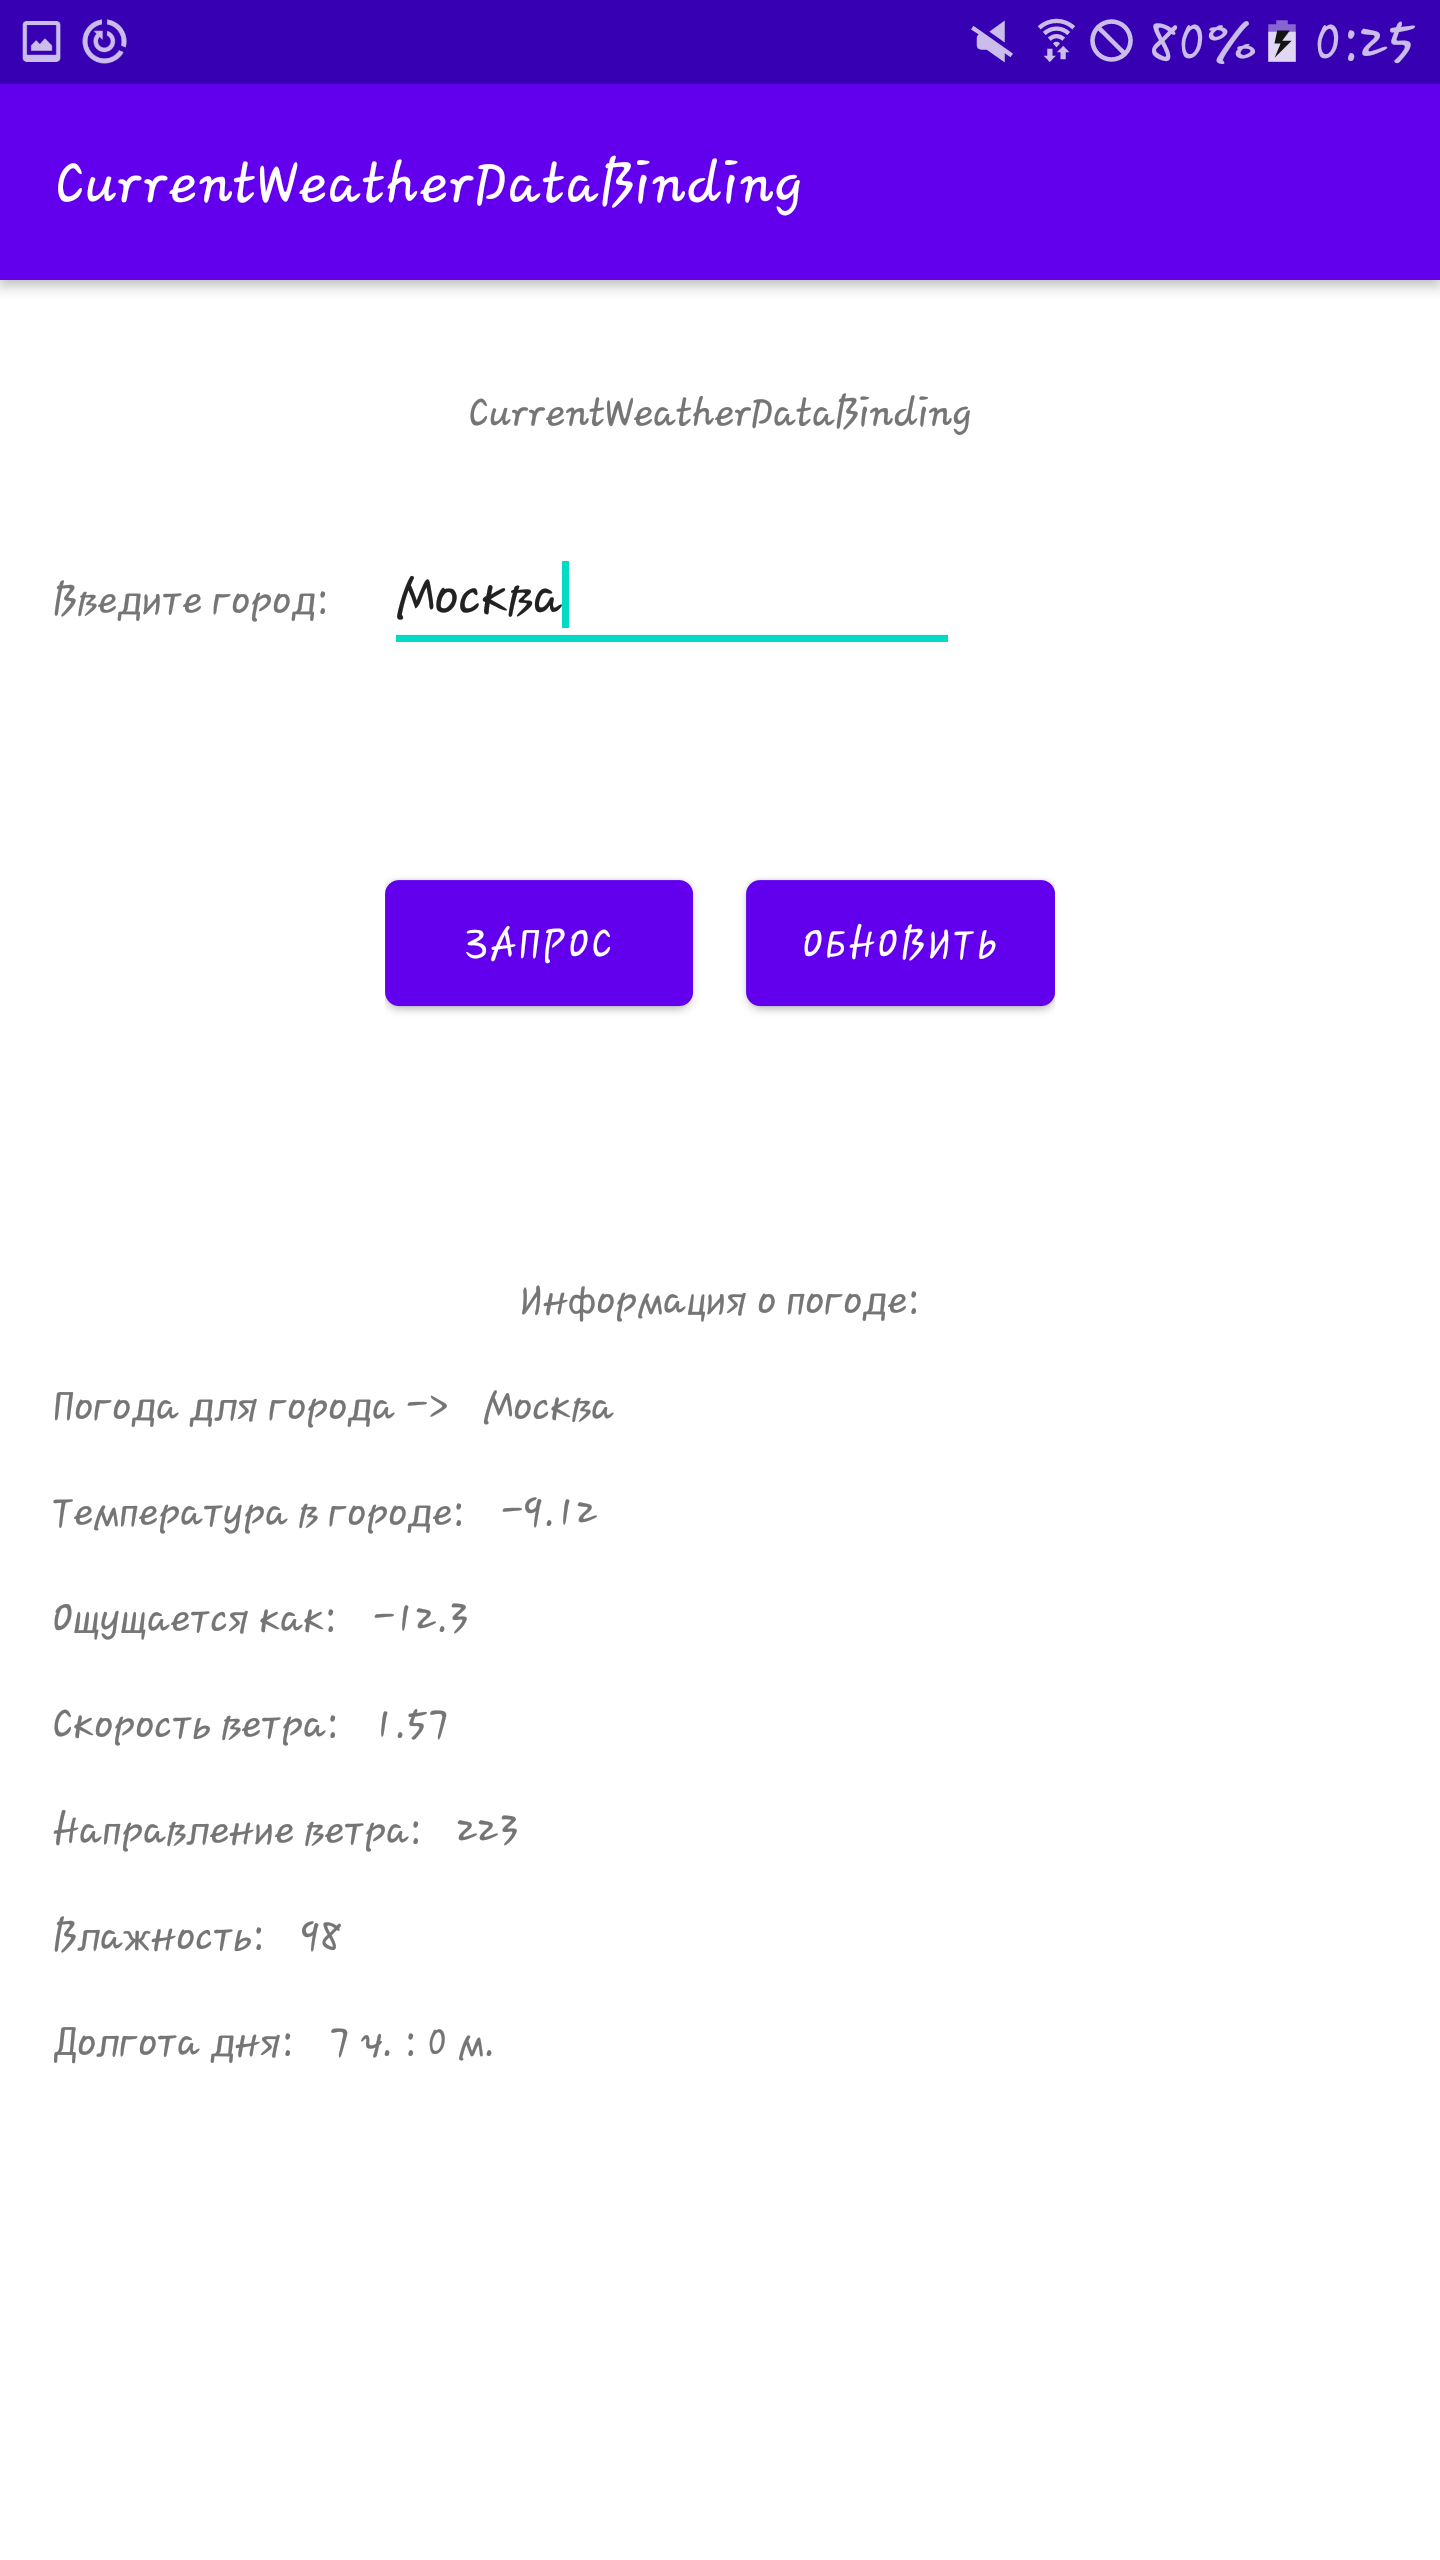 80% 0:25
CurrentWeatherDataBinding
CurrentWeatherDataBinding
Введите город: Москва
ЗАПРОС ОБНОВИТЬ
Информация о погоде:
Погода для города -> Москва
Температура в городе: -9.12
Ощущается как: -12.3
Скорость ветра: 1.57
Направление ветра: 223
Влажность: 98
Долгота дня: 7 ч. : 0 м.